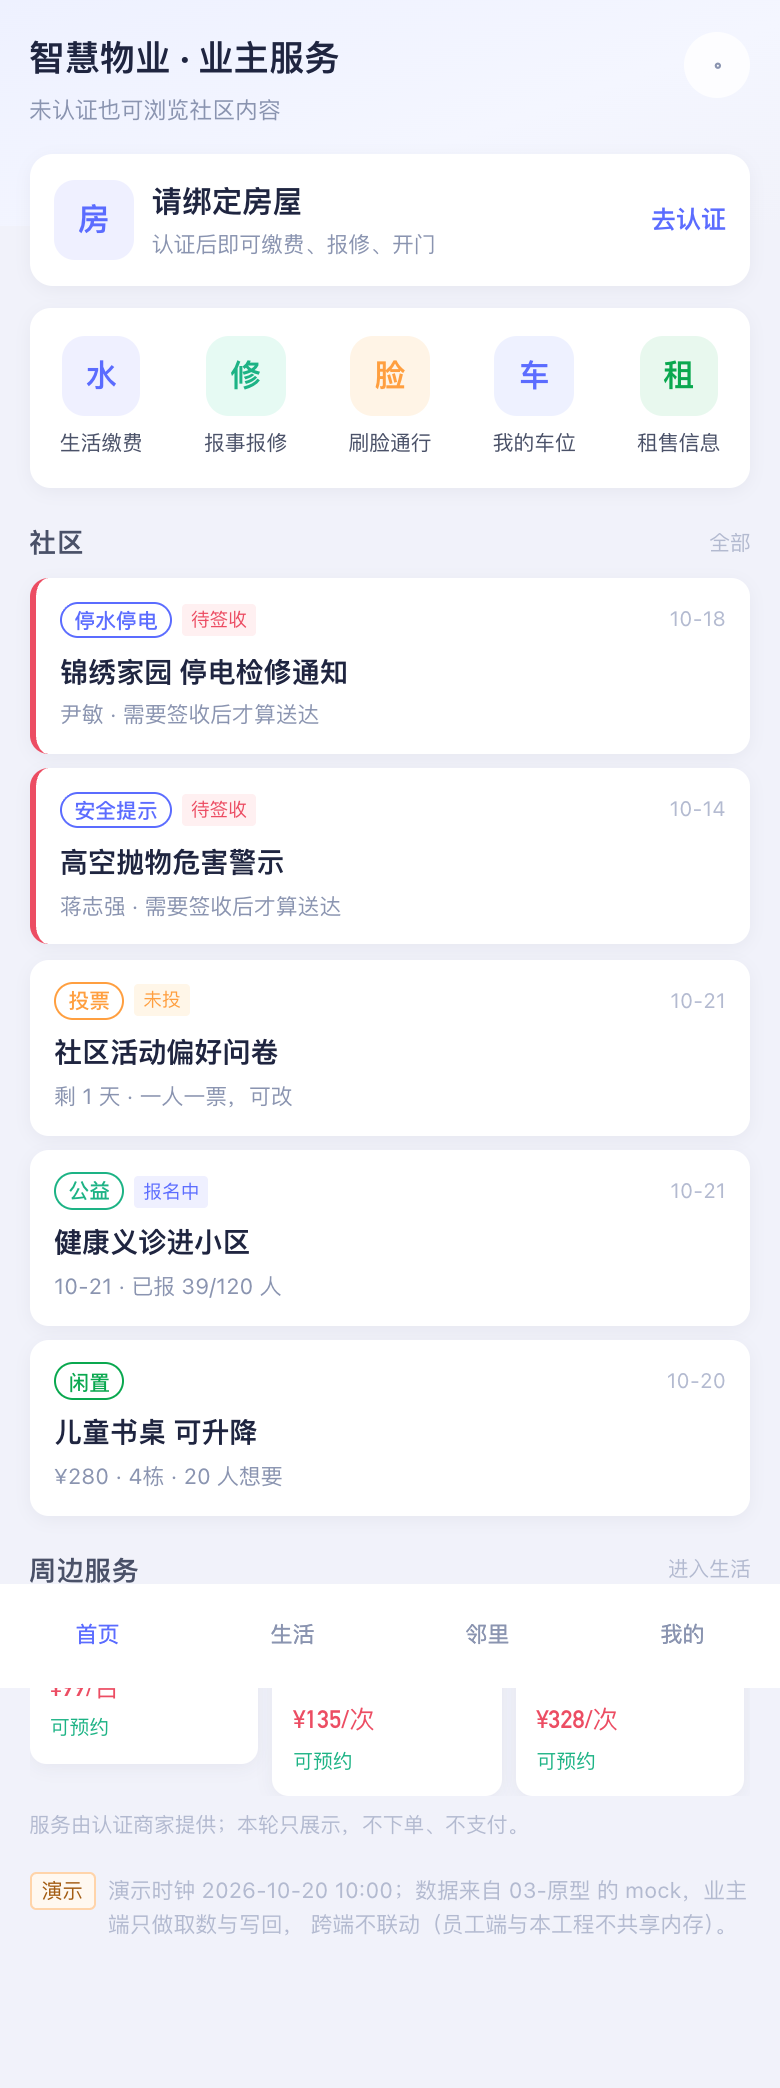 智慧物业 · 业主服务
未认证也可浏览社区内容
房
请绑定房屋
认证后即可缴费、报修、开门
去认证
水
修
脸
车
租
生活缴费
报事报修
刷脸通行
我的车位
租售信息
社区
全部
停水停电
待签收
10-18
锦绣家园 停电检修通知
尹敏 · 需要签收后才算送达
安全提示
待签收
10-14
高空抛物危害警示
蒋志强 · 需要签收后才算送达
投票
未投
10-21
社区活动偏好问卷
剩 1 天 · 一人一票，可改
公益
报名中
10-21
健康义诊进小区
10-21 · 已报 39/120 人
闲置
10-20
儿童书桌 可升降
¥280 · 4栋 · 20 人想要
周边服务
进入生活
首页
生活
邻里
我的
¥135/次
¥328/次
可预约
可预约
可预约
服务由认证商家提供；本轮只展示，不下单、不支付。
演示
演示时钟 2026-10-20 10:00；数据来自 03-原型 的 mock，业主
端只做取数与写回， 跨端不联动（员工端与本工程不共享内存）。